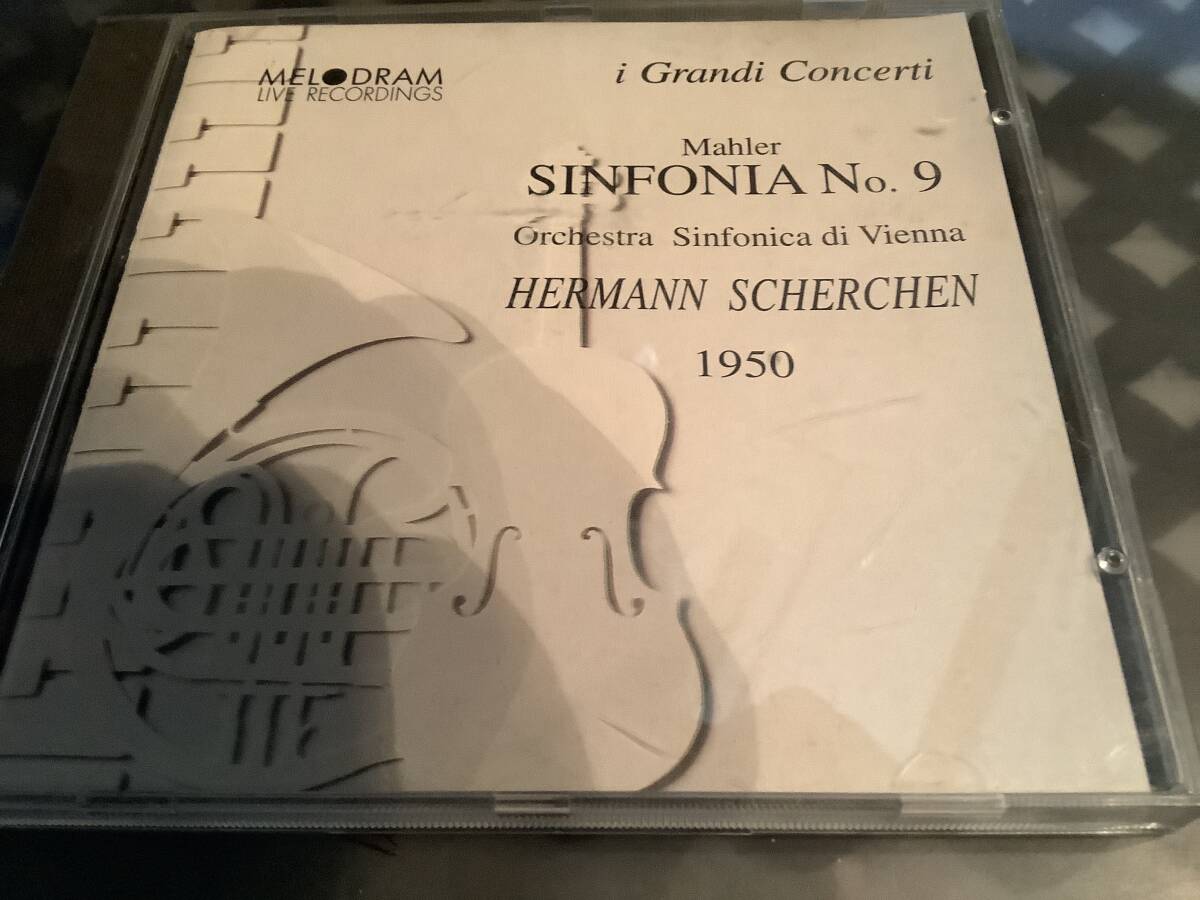 MELODRAM
LIVE RECORDINGS
i Grandi Concerti
Mahler
SINFONIA No. 9
Orchestra Sinfonica di Vienna
HERMANN SCHERCHEN
1950